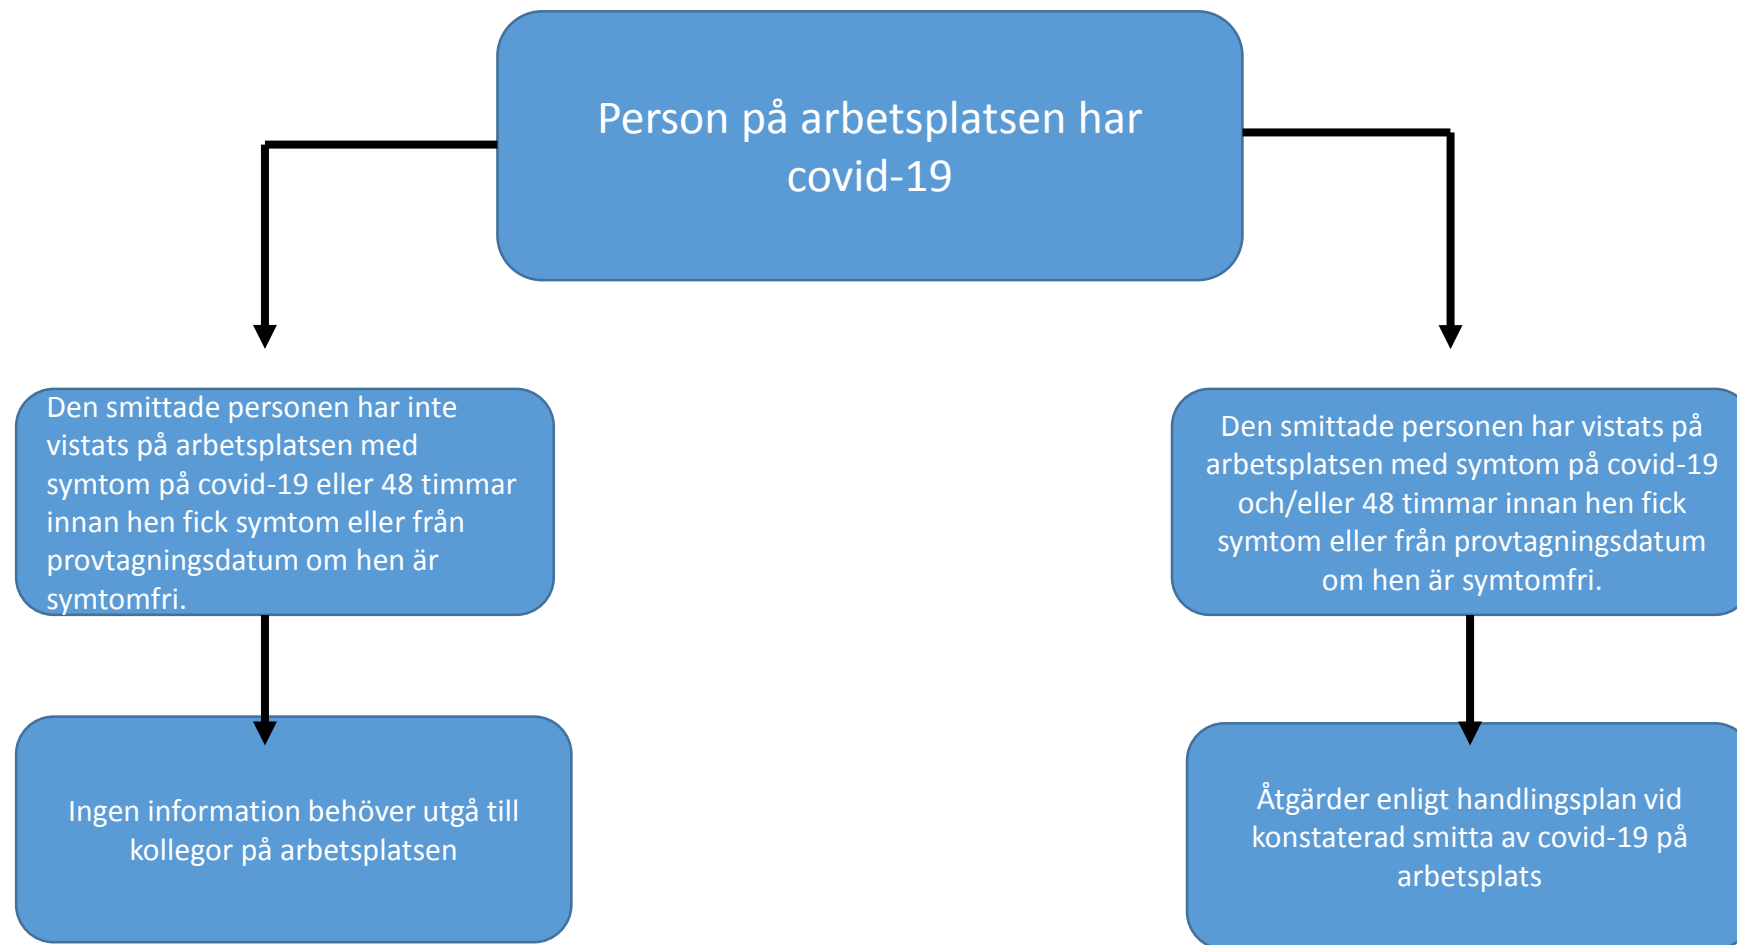 Person på arbetsplatsen har
covid-19
Den smittade personen har inte
vistats på arbetsplatsen med
symtom på covid-19 eller 48 timmar
innan hen fick symtom eller från
provtagningsdatum om hen är
symtomfri.
Den smittade personen har vistats på
arbetsplatsen med symtom på covid-19
och/eller 48 timmar innan hen fick
symtom eller från provtagningsdatum
om hen är symtomfri.
Ingen information behöver utgå till
kollegor på arbetsplatsen
Åtgärder enligt handlingsplan vid
konstaterad smitta av covid-19 på
arbetsplats